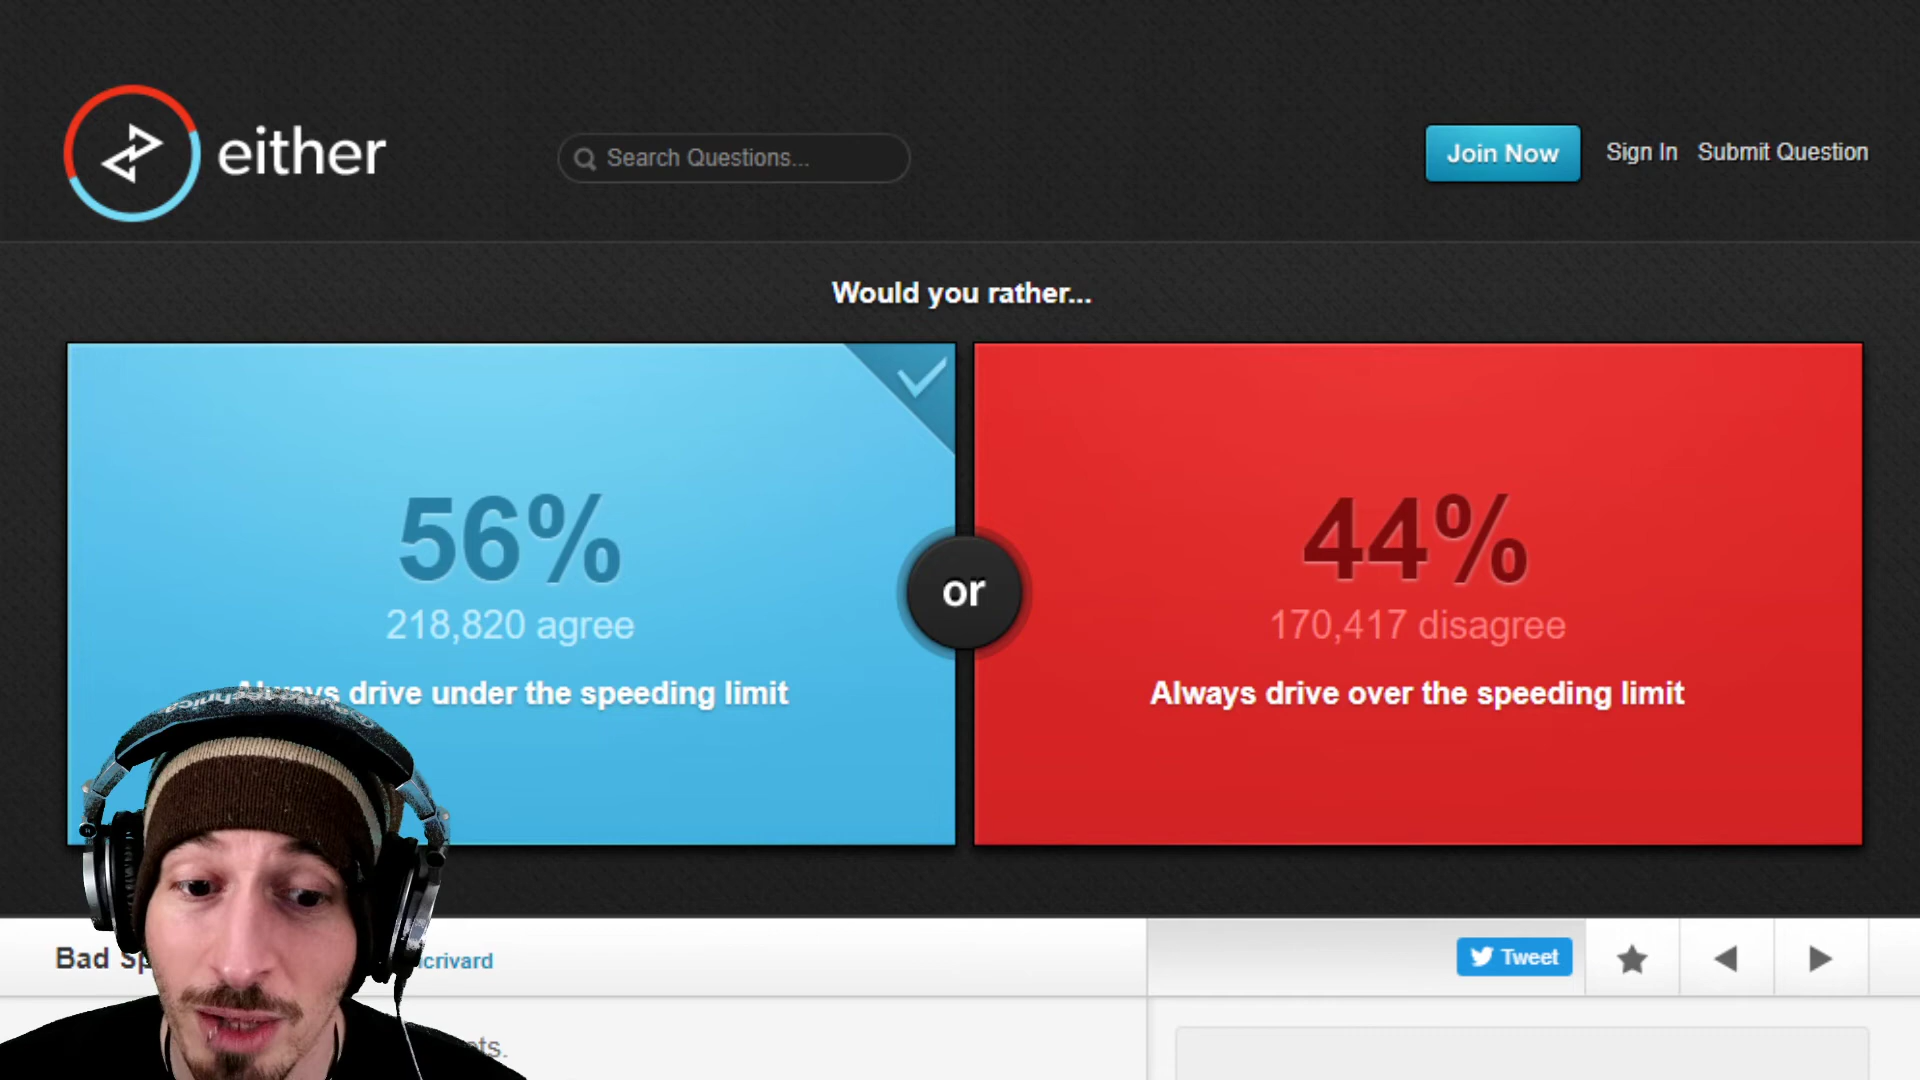 either
Search Questions...
Join Now
Sign In
Submit Question
Would you rather...
56%
218,820 agree
Always drive under the speeding limit
or
44%
170,417 disagree
Always drive over the speeding limit
Bad
Tweet